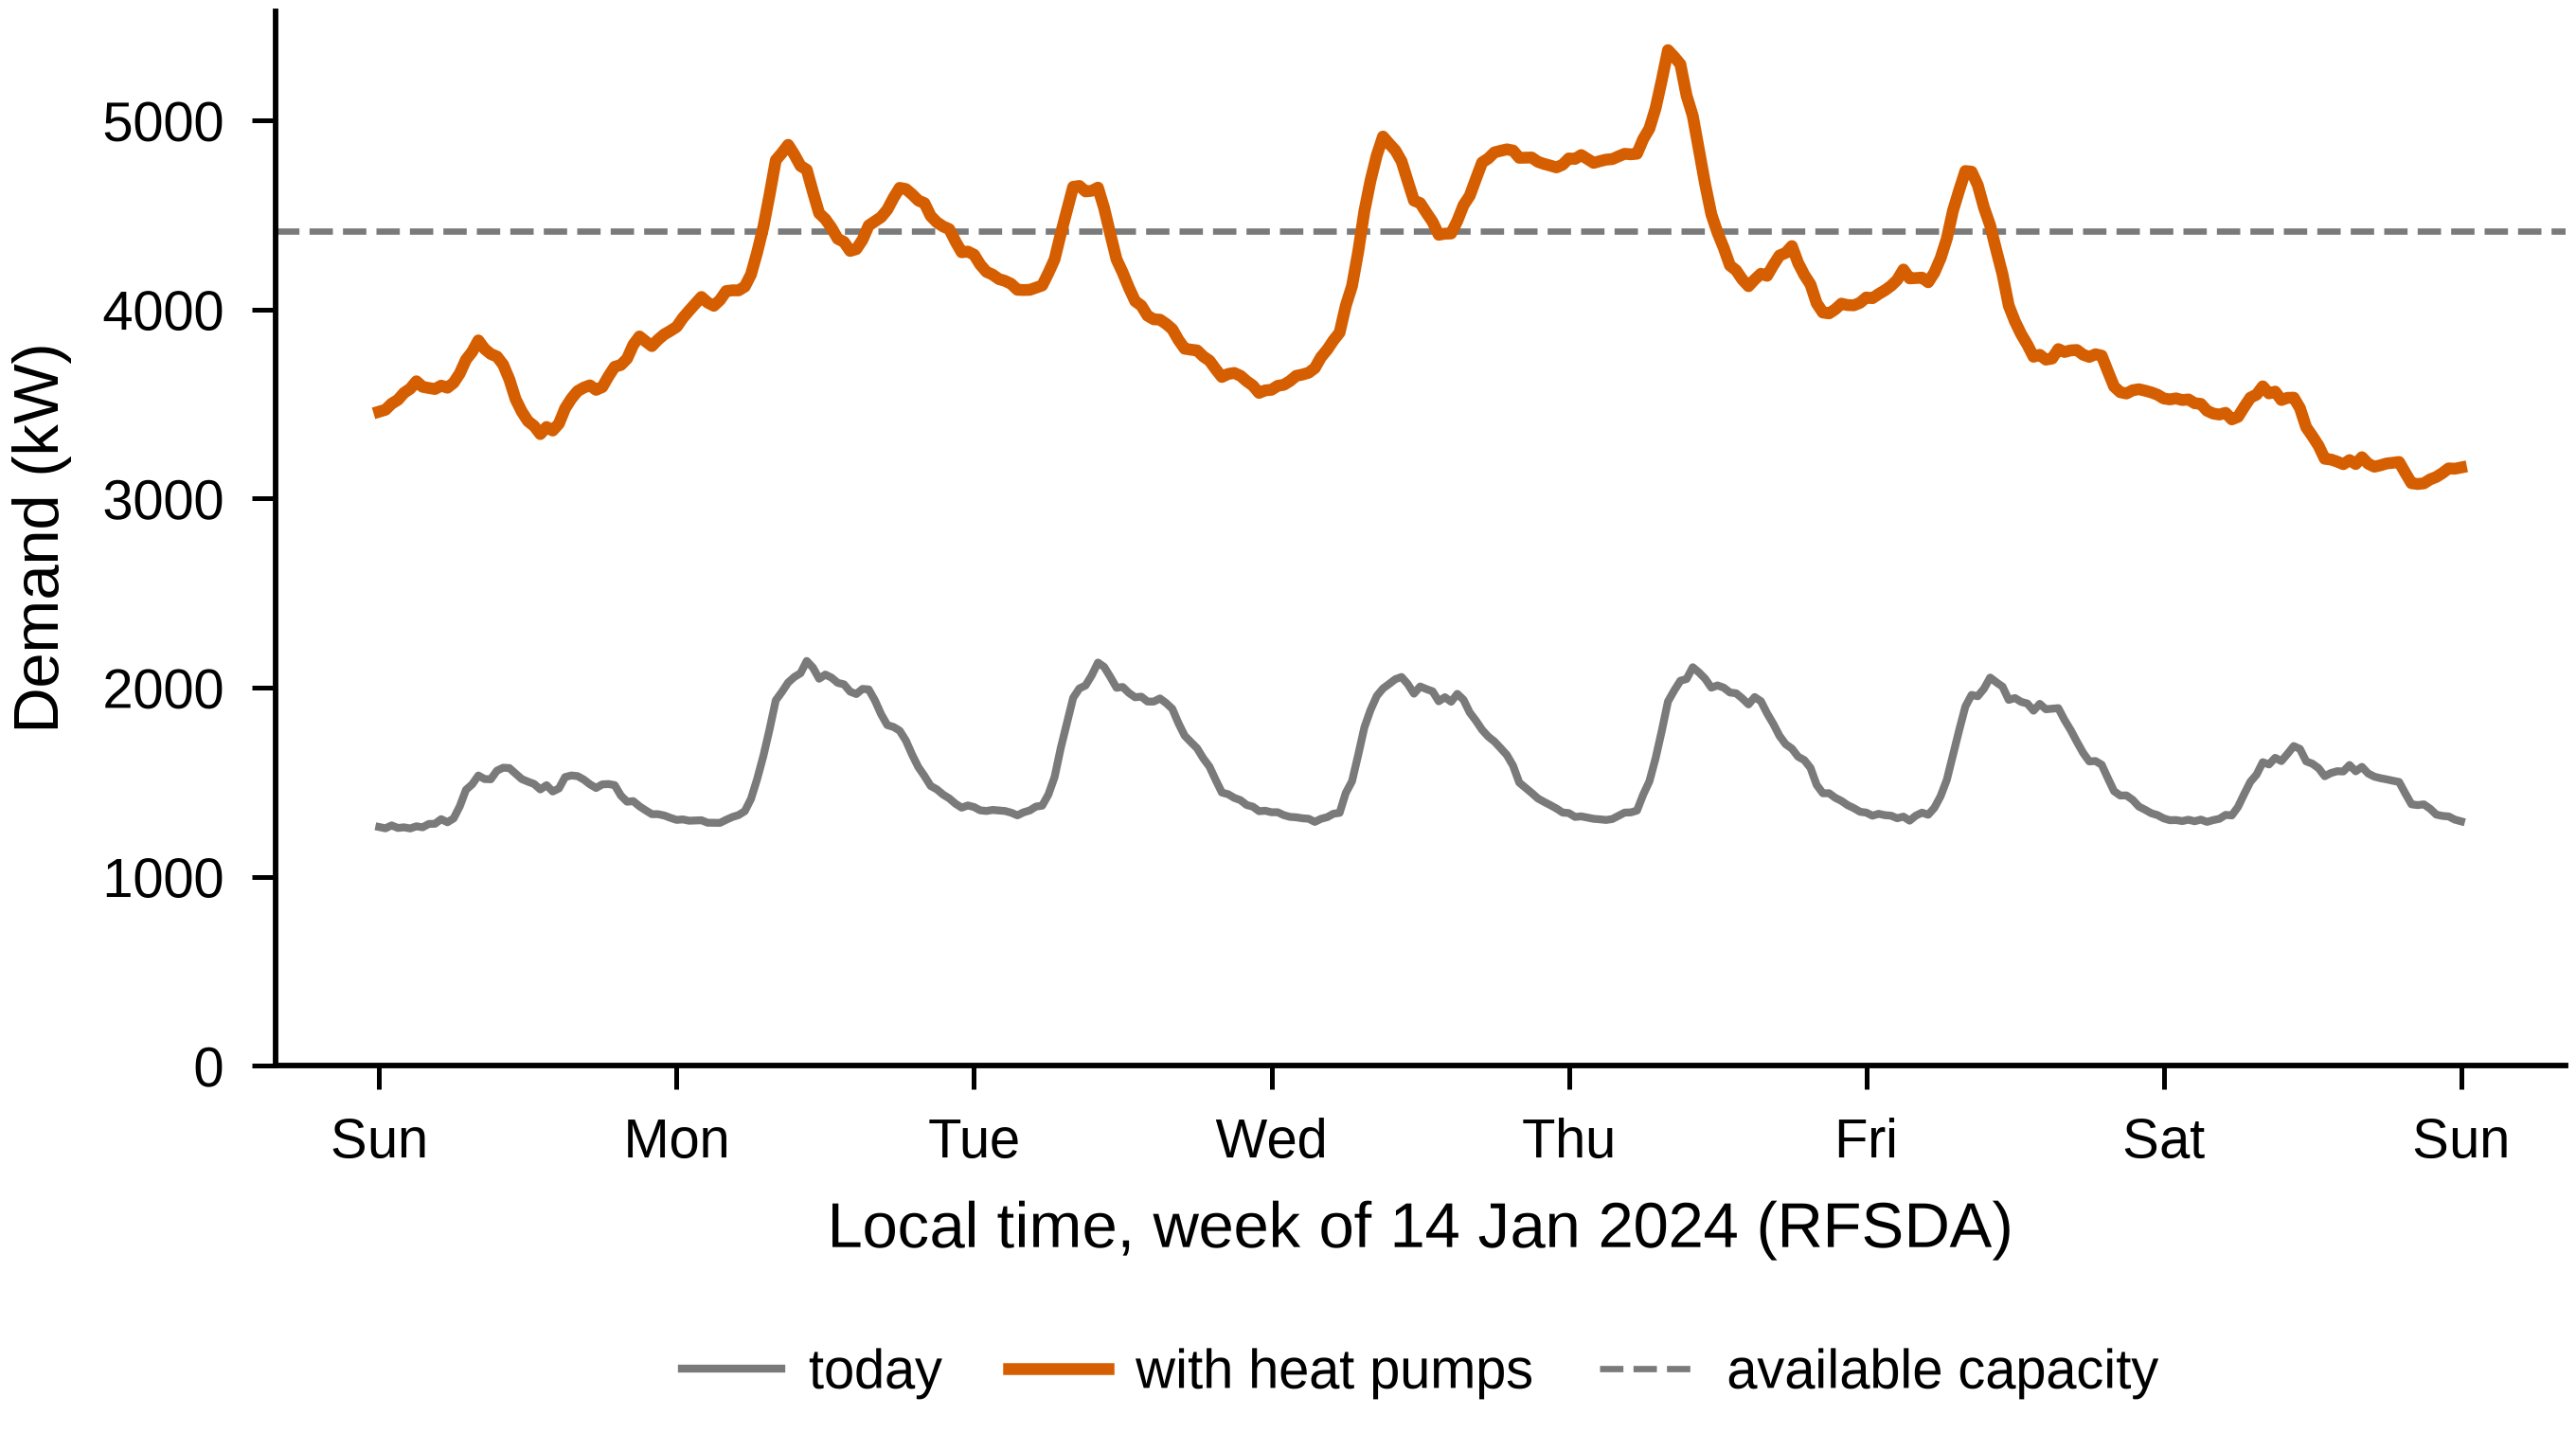 Demand (kW)
5000
4000
3000
2000
1000
0
Sun Mon Tue Wed Thu Fri Sat Sun
Local time, week of 14 Jan 2024 (RFSDA)
today with heat pumps available capacity